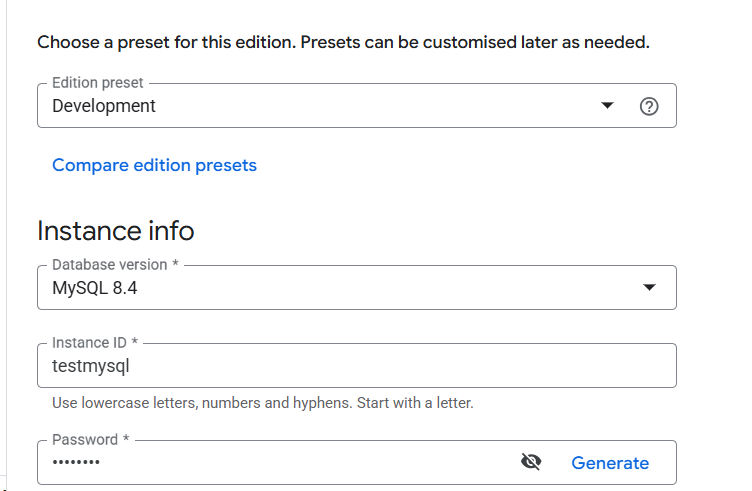 Choose a preset for this edition. Presets can be customised later as needed.
Edition preset
Development
Compare edition presets
Instance info
Database version *
MySQL 8.4
Instance ID *
testmysql
Use lowercase letters, numbers and hyphens. Start with a letter.
Password *
••••••••
Generate